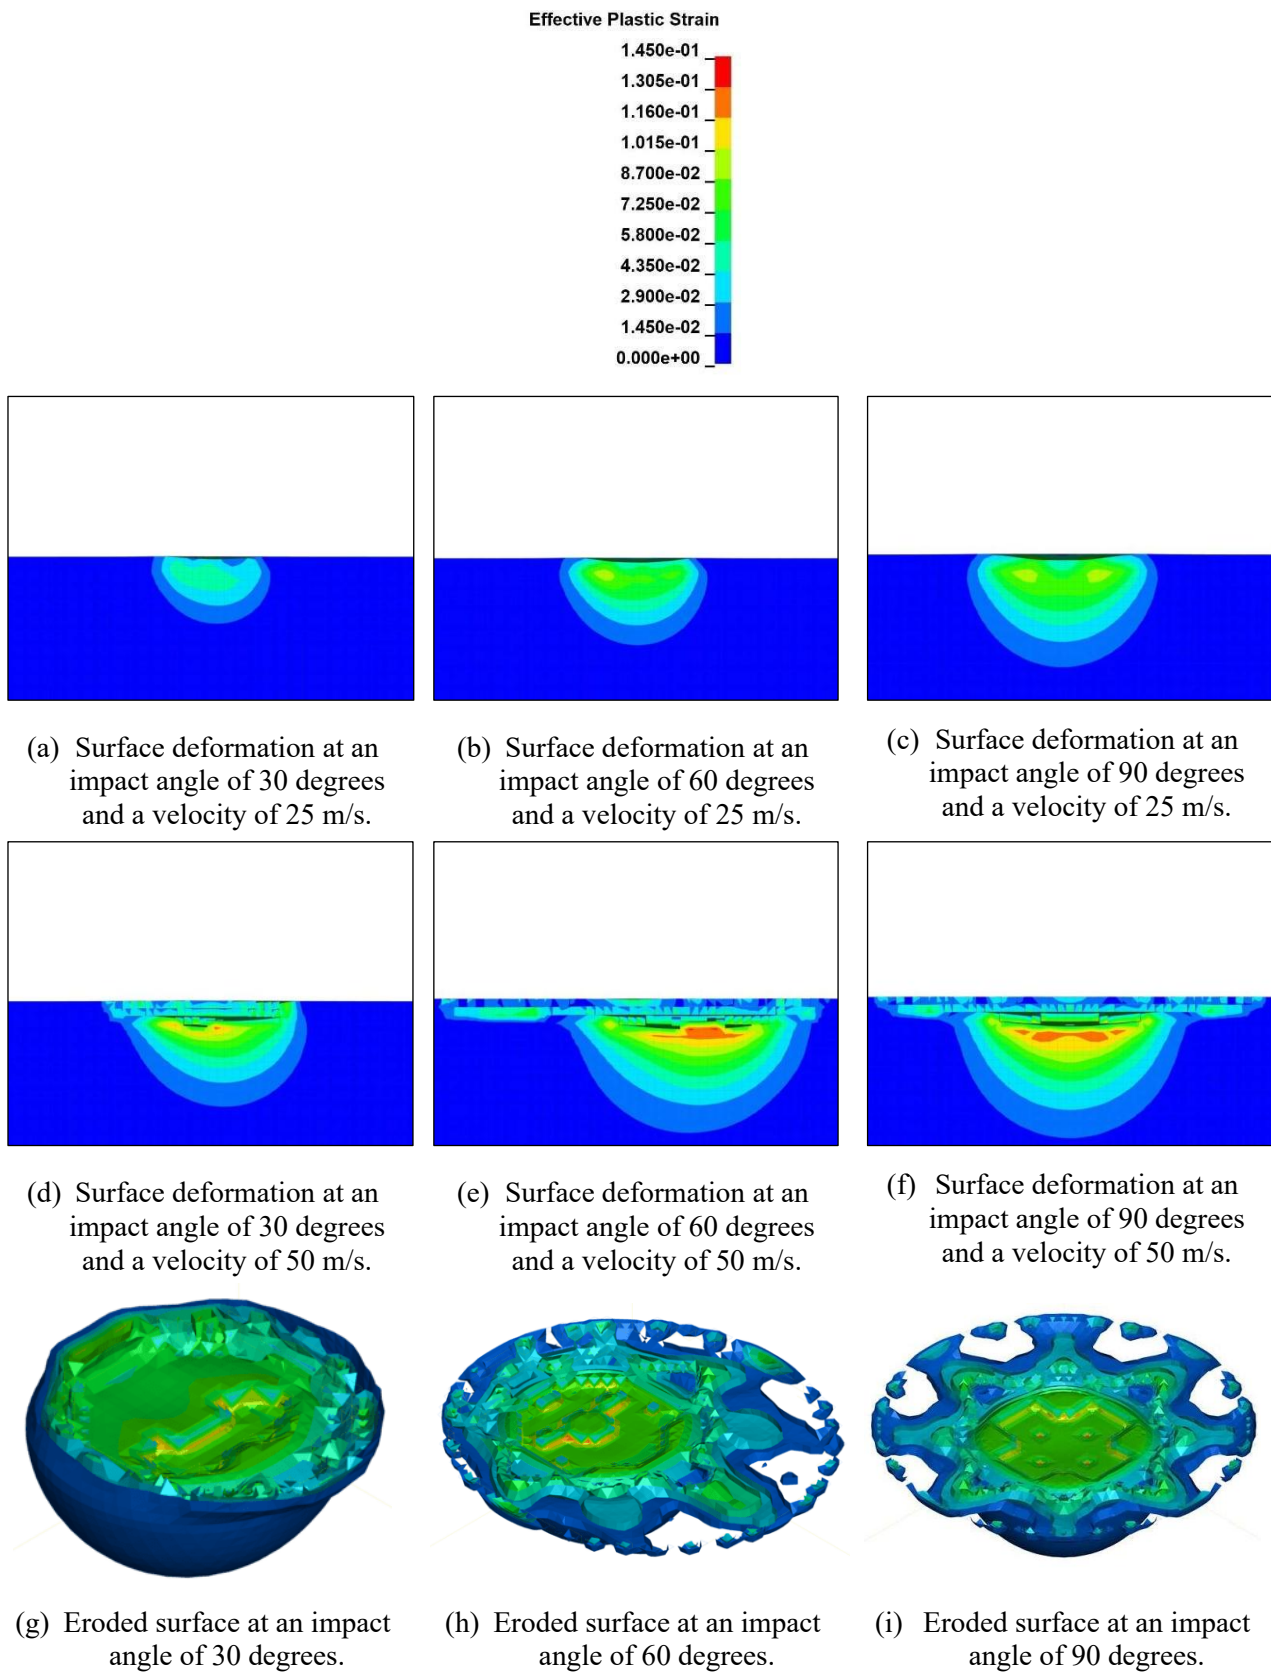 Effective Plastic Strain
1.450e-01
1.305e-01
1.160e-01
1.015e-01
8.700e-02
7.250e-02
5.800e-02
4.350e-02
2.900e-02
1.450e-02
0.000e+00
(a) Surface deformation at an
impact angle of 30 degrees
and a velocity of 25 m/s.
(b) Surface deformation at an
impact angle of 60 degrees
and a velocity of 25 m/s.
(c) Surface deformation at an
impact angle of 90 degrees
and a velocity of 25 m/s.
(d) Surface deformation at an
impact angle of 30 degrees
and a velocity of 50 m/s.
(e) Surface deformation at an
impact angle of 60 degrees
and a velocity of 50 m/s.
(f) Surface deformation at an
impact angle of 90 degrees
and a velocity of 50 m/s.
(g) Eroded surface at an impact
angle of 30 degrees.
(h) Eroded surface at an impact
angle of 60 degrees.
(i) Eroded surface at an impact
angle of 90 degrees.